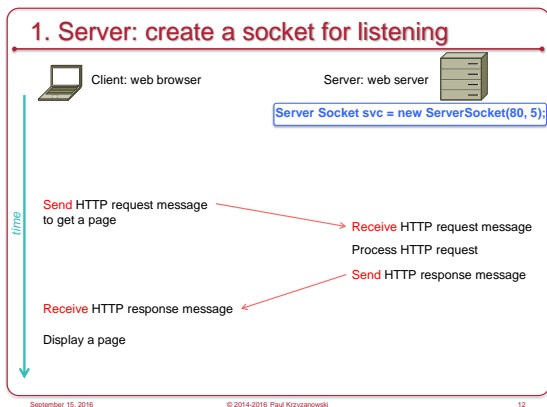 1. Server: create a socket for listening
Client: web browser
Server: web server
Server Socket svc = new ServerSocket(80, 5);
time
Send HTTP request message
to get a page
Receive HTTP request message
Process HTTP request
Send HTTP response message
Receive HTTP response message
Display a page
September 15, 2016
© 2014-2016 Paul Krzyzanowski
12